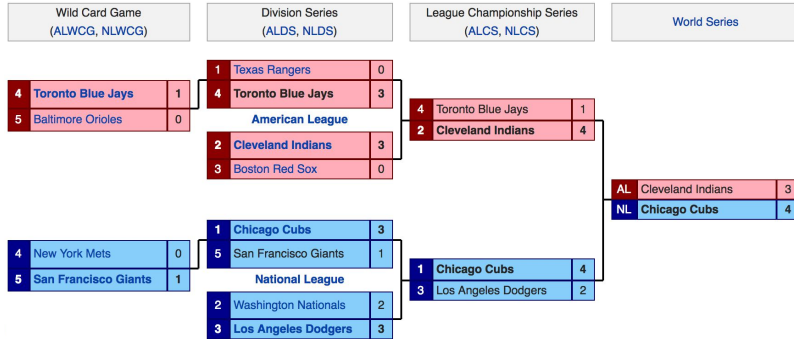 Wild Card Game
(ALWCG, NLWCG)
Division Series
(ALDS, NLDS)
League Championship Series
(ALCS, NLCS)
World Series
1 Texas Rangers 0
4 Toronto Blue Jays 1
4 Toronto Blue Jays 3
5 Baltimore Orioles 0
4 Toronto Blue Jays 1
American League
2 Cleveland Indians 4
2 Cleveland Indians 3
3 Boston Red Sox 0
AL Cleveland Indians 3
NL Chicago Cubs 4
1 Chicago Cubs 3
4 New York Mets 0
5 San Francisco Giants 1
5 San Francisco Giants 1
1 Chicago Cubs 4
National League
3 Los Angeles Dodgers 2
2 Washington Nationals 2
3 Los Angeles Dodgers 3